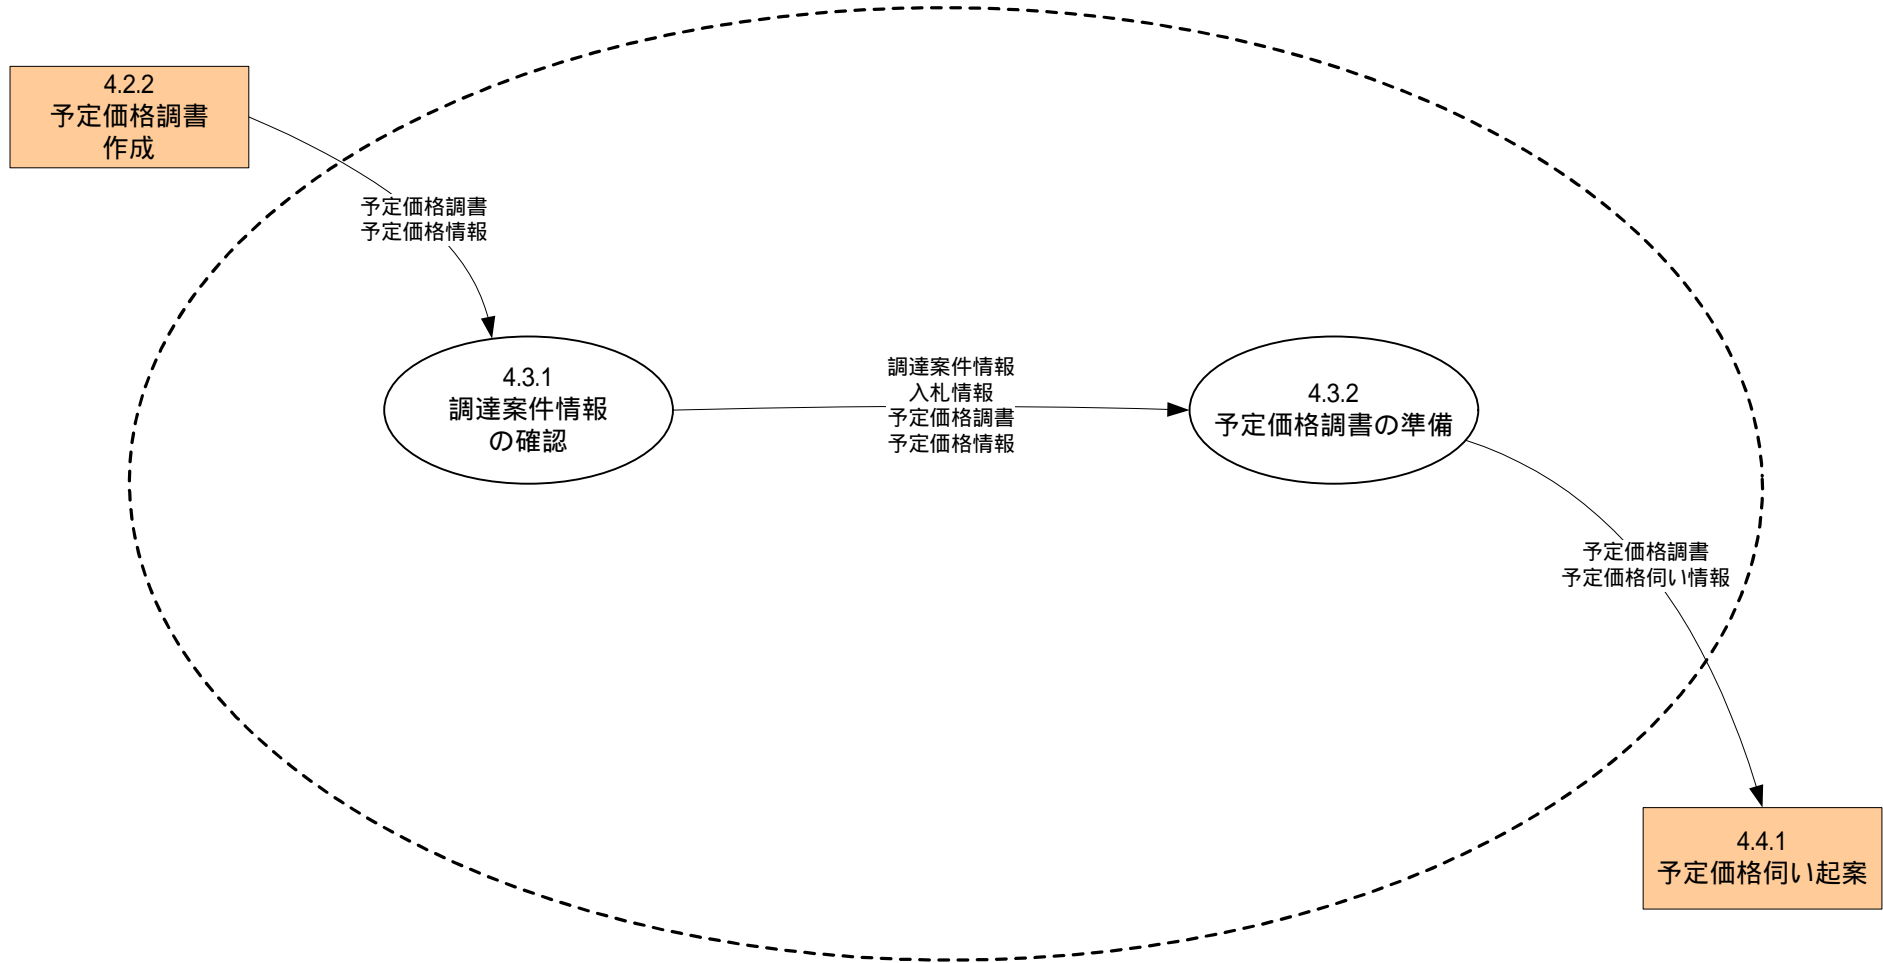 4.2.2
予定価格調書
作成
予定価格調書
予定価格情報
4.3.1
調達案件情報
の確認
調達案件情報
入札情報
予定価格調書
予定価格情報
4.3.2
予定価格調書の準備
予定価格調書
予定価格伺い情報
4.4.1
予定価格伺い起案